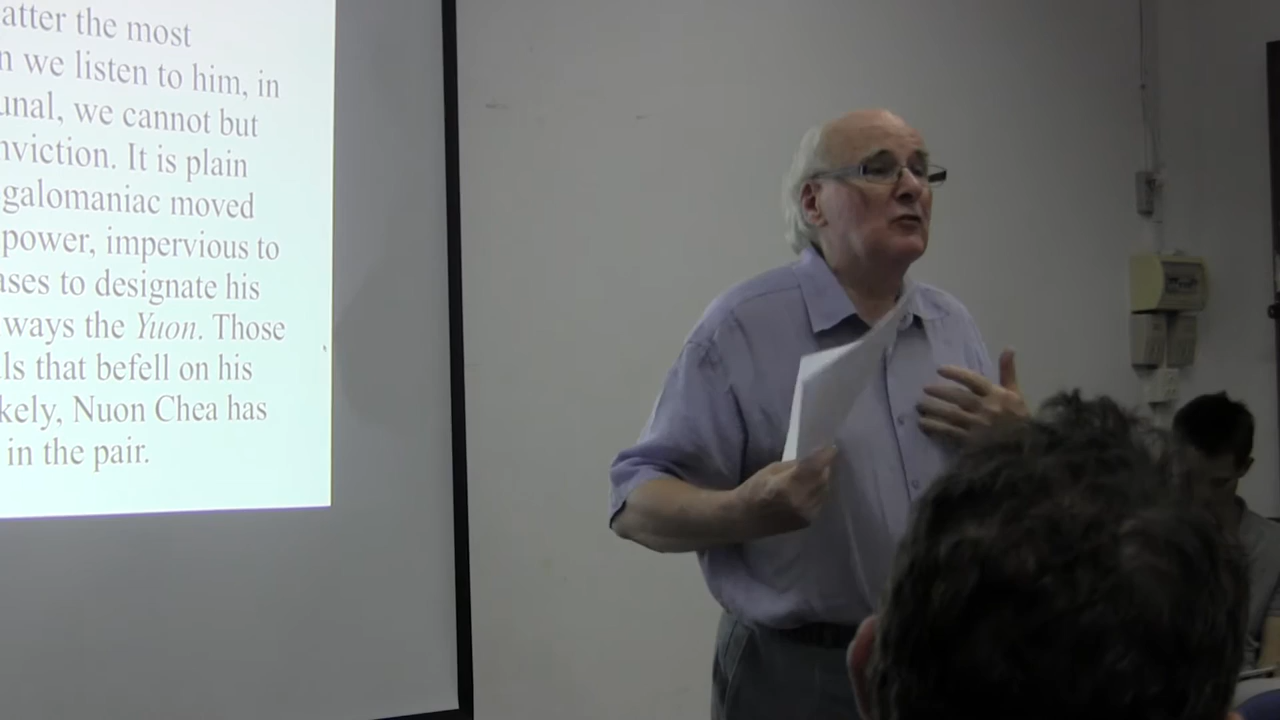 atter the most
n we listen to him, in
unal, we cannot but
nviction. It is plain
galomaniac moved
power, impervious to
ases to designate his
ways the Yuon. Those
ls that befell on his
kely, Nuon Chea has
in the pair.